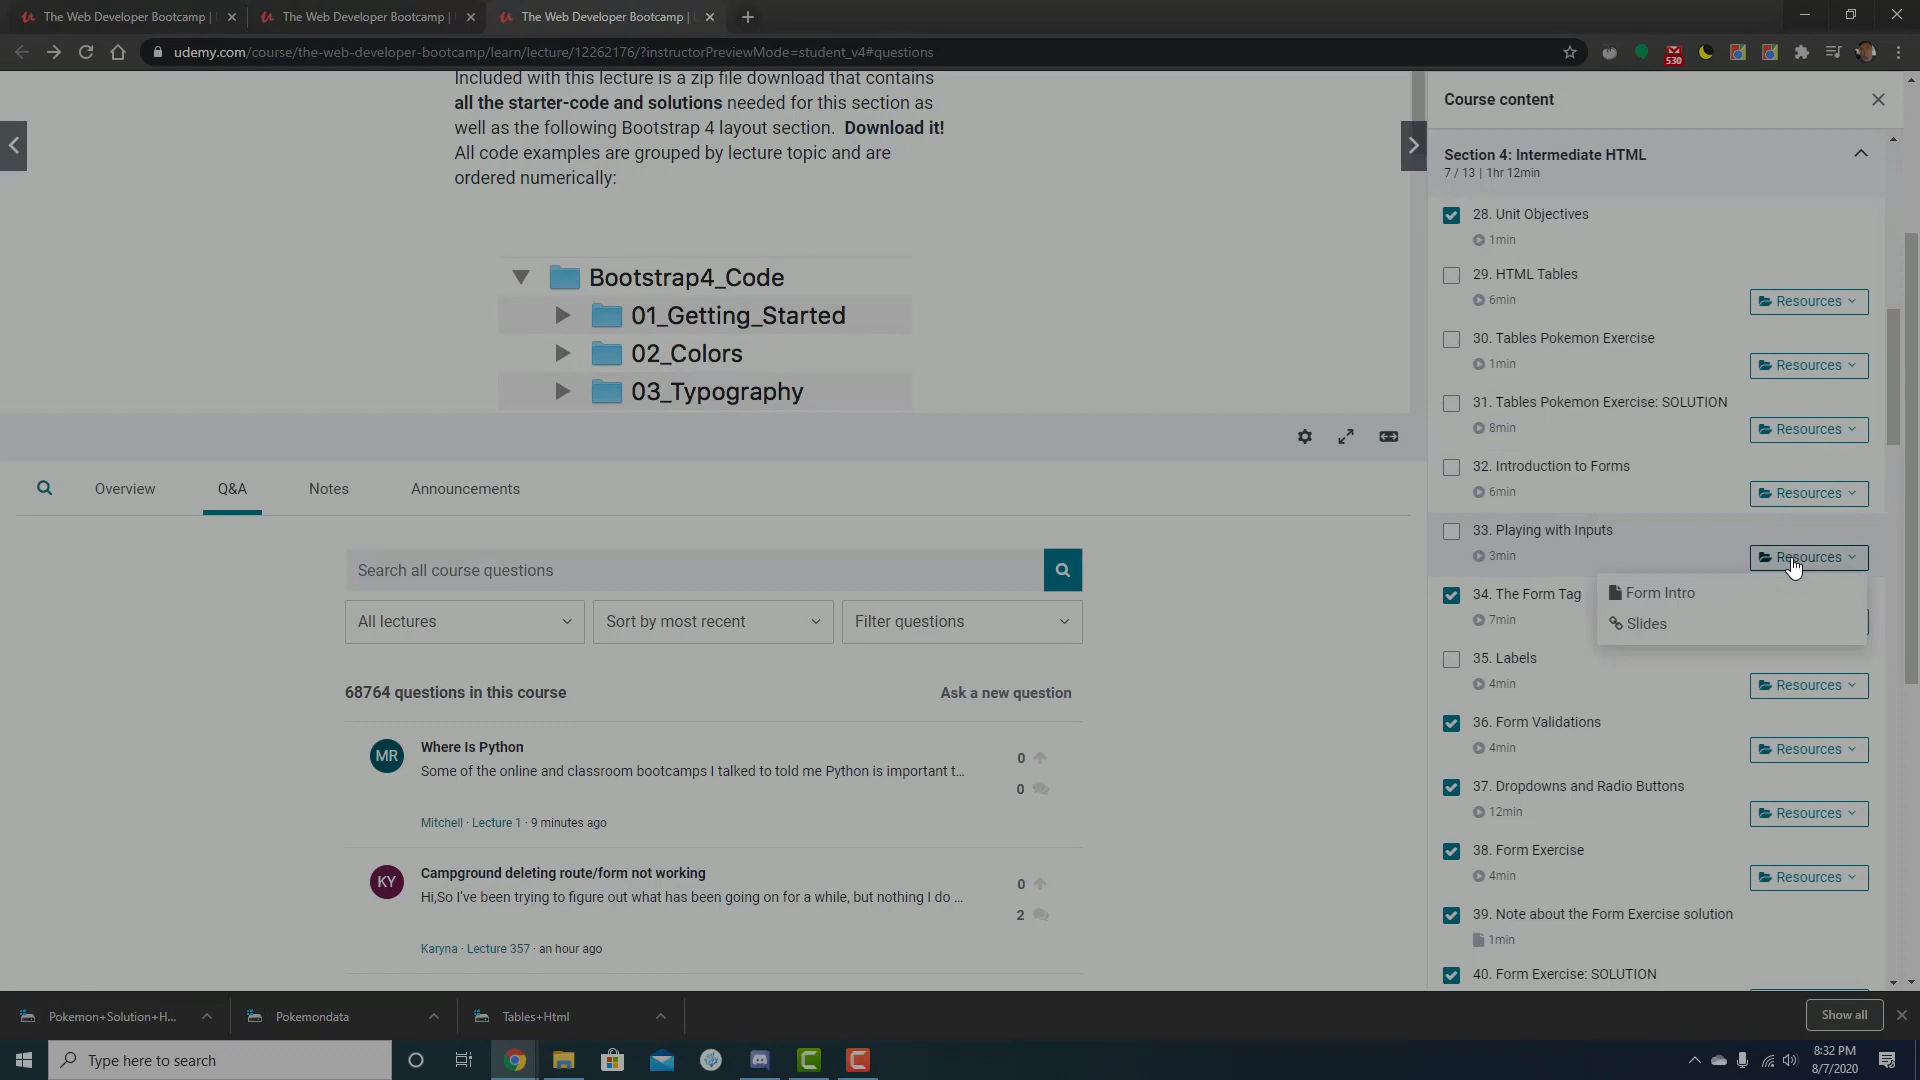 The Web Developer Bootcamp |
The Web Developer Bootcamp |
The Web Developer Bootcamp |
udemy.com/course/the-web-developer-bootcamp/learn/lecture/12262176/?instructorPreviewMode=student_v4#questions
530
Included with this lecture is a zip file download that contains
all the starter-code and solutions needed for this section as
well as the following Bootstrap 4 layout section. Download it!
All code examples are grouped by lecture topic and are
ordered numerically:
Bootstrap4_Code
01_Getting_Started
02_Colors
03_Typography
Overview
Q&A
Notes
Announcements
Search all course questions
All lectures
Sort by most recent
Filter questions
68764 questions in this course
Ask a new question
MR
Where Is Python
Some of the online and classroom bootcamps I talked to told me Python is important t...
0
0
Mitchell · Lecture 1 · 9 minutes ago
KY
Campground deleting route/form not working
Hi,So I've been trying to figure out what has been going on for a while, but nothing I do ...
0
2
Karyna · Lecture 357 · an hour ago
Course content
Section 4: Intermediate HTML
7 / 13 | 1hr 12min
28. Unit Objectives
1min
29. HTML Tables
6min
Resources
30. Tables Pokemon Exercise
1min
Resources
31. Tables Pokemon Exercise: SOLUTION
8min
Resources
32. Introduction to Forms
6min
Resources
33. Playing with Inputs
3min
Resources
Form Intro
Slides
34. The Form Tag
7min
35. Labels
4min
Resources
36. Form Validations
4min
Resources
37. Dropdowns and Radio Buttons
12min
Resources
38. Form Exercise
4min
Resources
39. Note about the Form Exercise solution
1min
40. Form Exercise: SOLUTION
Pokemon+Solution+H...
Pokemondata
Tables+Html
Show all
Type here to search
8:32 PM
8/7/2020